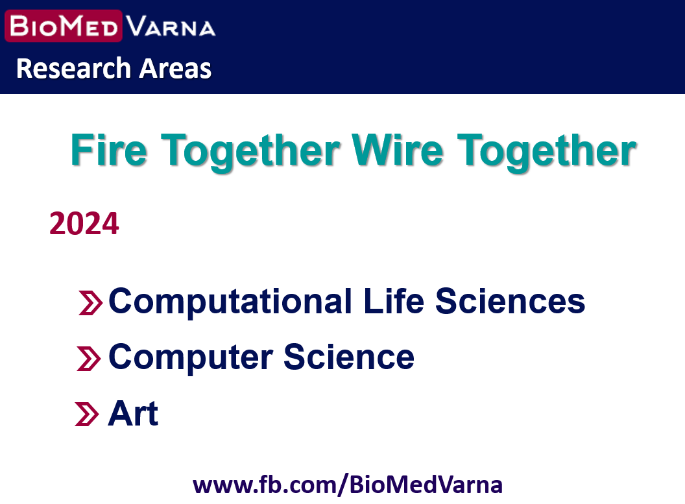 BIOMED VARNA
Research Areas
Fire Together Wire Together
2024
Computational Life Sciences
Computer Science
Art
www.fb.com/BioMedVarna